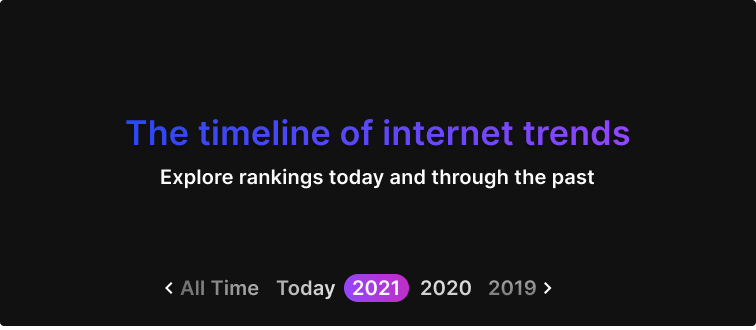 The timeline of internet trends
Explore rankings today and through the past
< All Time Today 2021 2020 2019 >